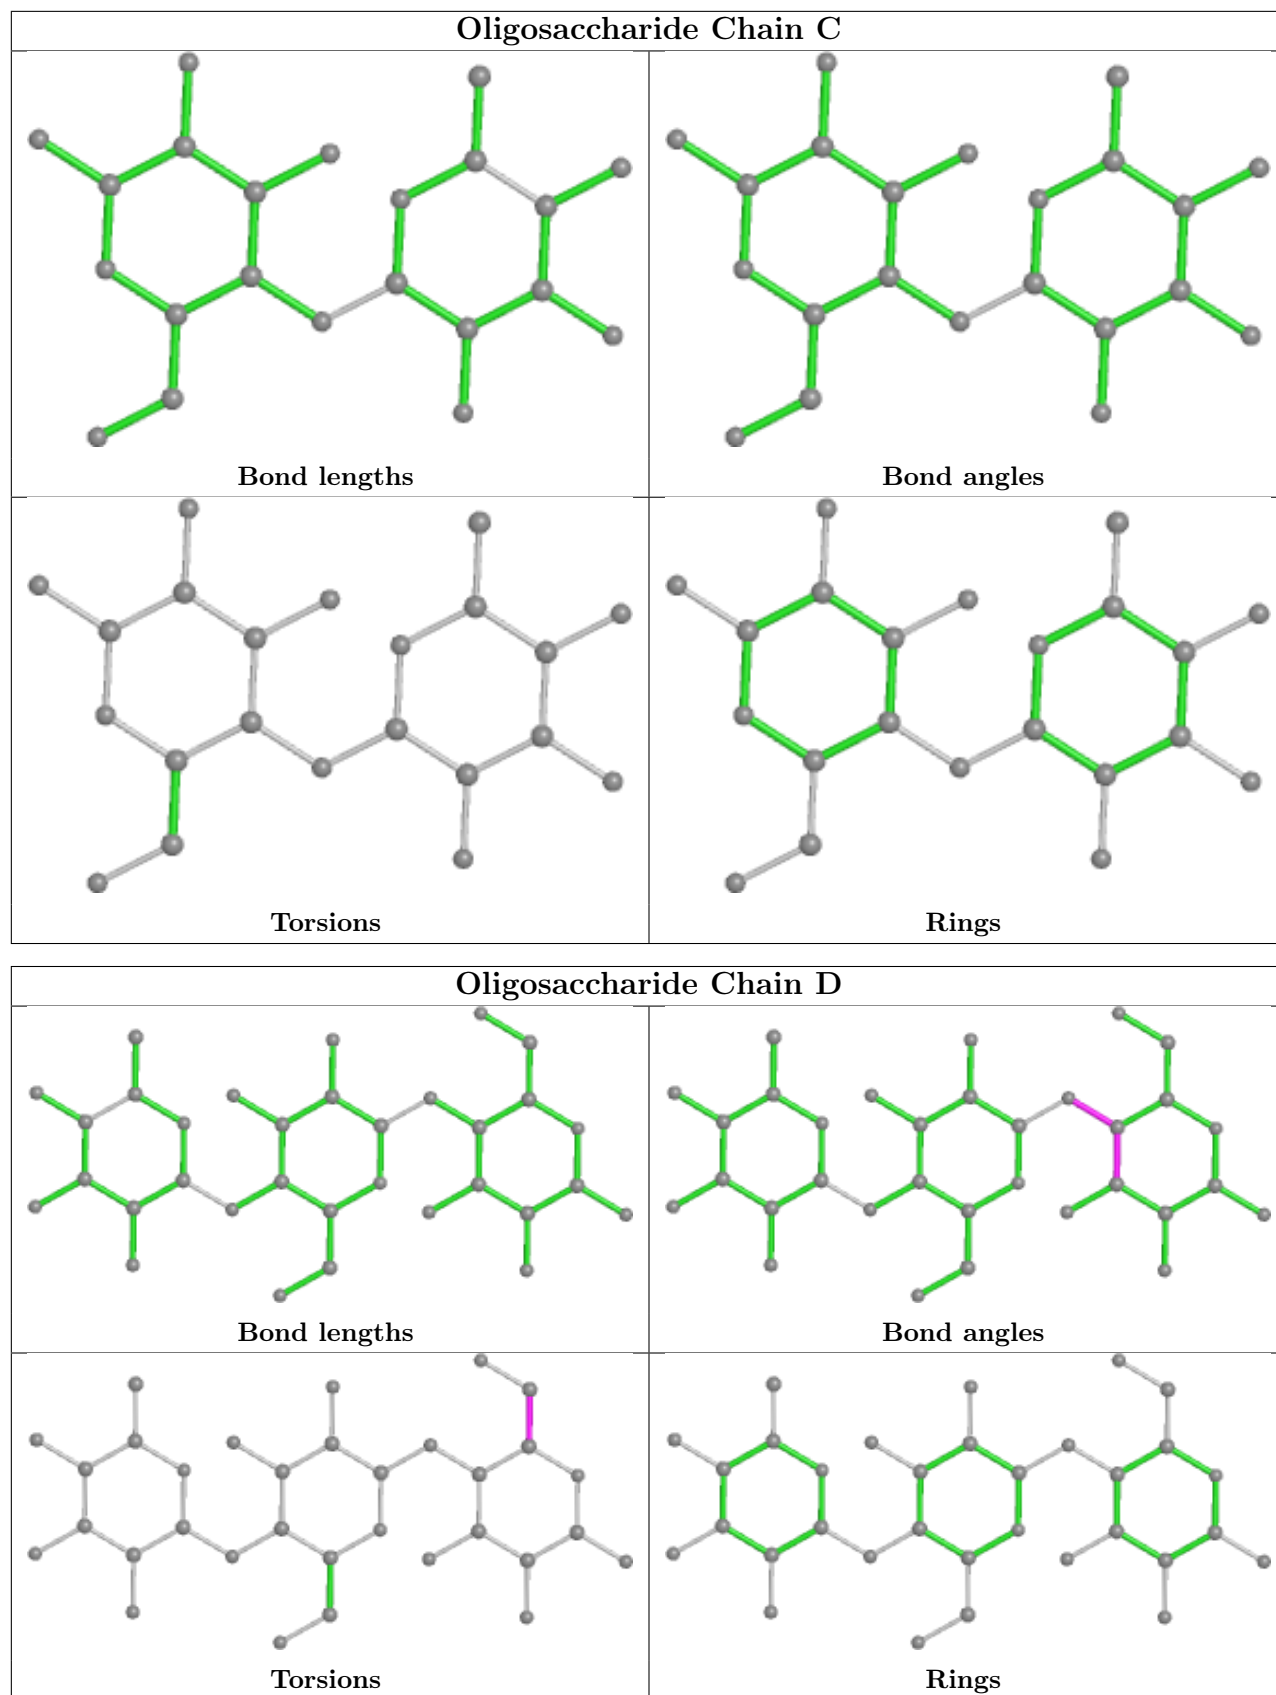 Oligosaccharide Chain C
Bond lengths
Bond angles
Torsions
Rings
Oligosaccharide Chain D
Bond lengths
Bond angles
Torsions
Rings